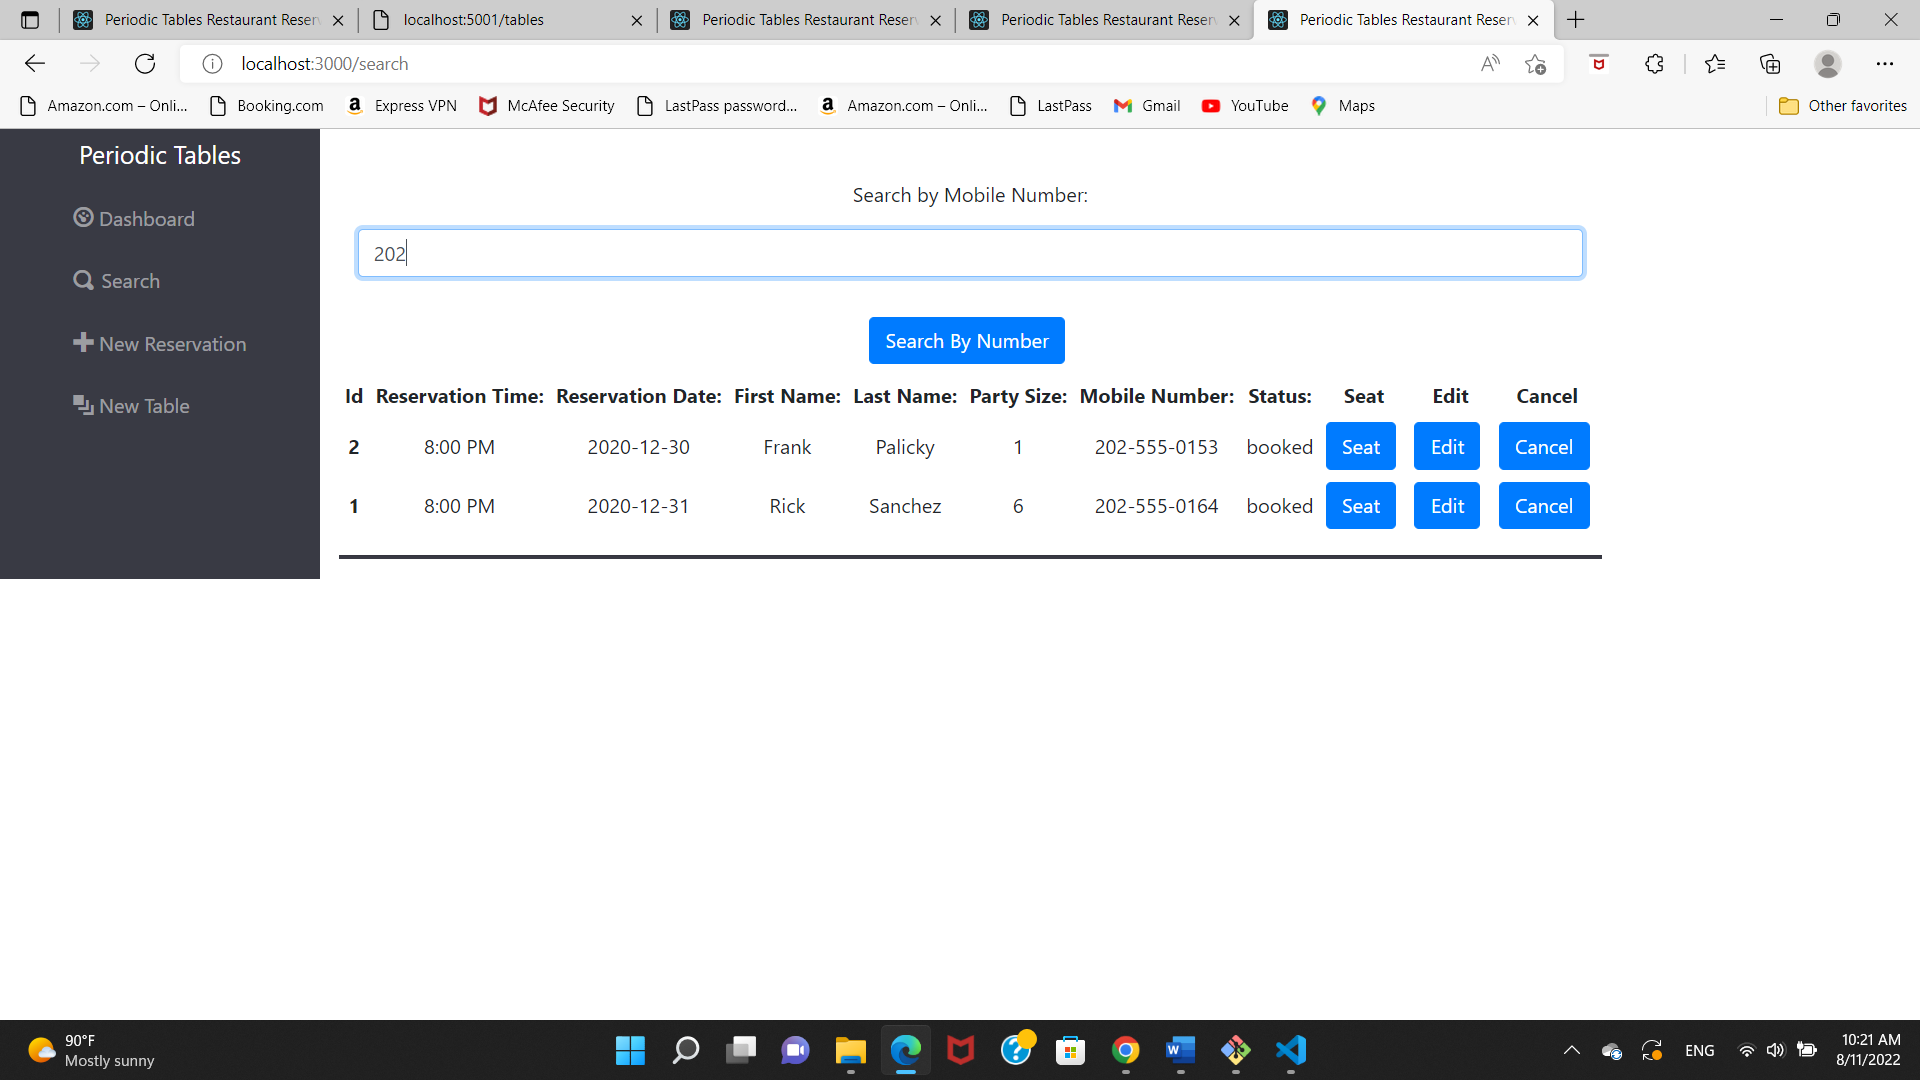 Periodic Tables Restaurant Reser
localhost:5001/tables
Periodic Tables Restaurant Reser
Periodic Tables Restaurant Reser
Periodic Tables Restaurant Reser
localhost:3000/search
Amazon.com – Onli...
Booking.com
Express VPN
McAfee Security
LastPass password...
Amazon.com – Onli...
LastPass
Gmail
YouTube
Maps
Other favorites
Periodic Tables
Dashboard
Search
New Reservation
New Table
Search by Mobile Number:
202
Search By Number
Id Reservation Time: Reservation Date: First Name: Last Name: Party Size: Mobile Number: Status: Seat Edit Cancel
2 8:00 PM 2020-12-30 Frank Palicky 1 202-555-0153 booked Seat Edit Cancel
1 8:00 PM 2020-12-31 Rick Sanchez 6 202-555-0164 booked Seat Edit Cancel
90°F
Mostly sunny
ENG
10:21 AM
8/11/2022